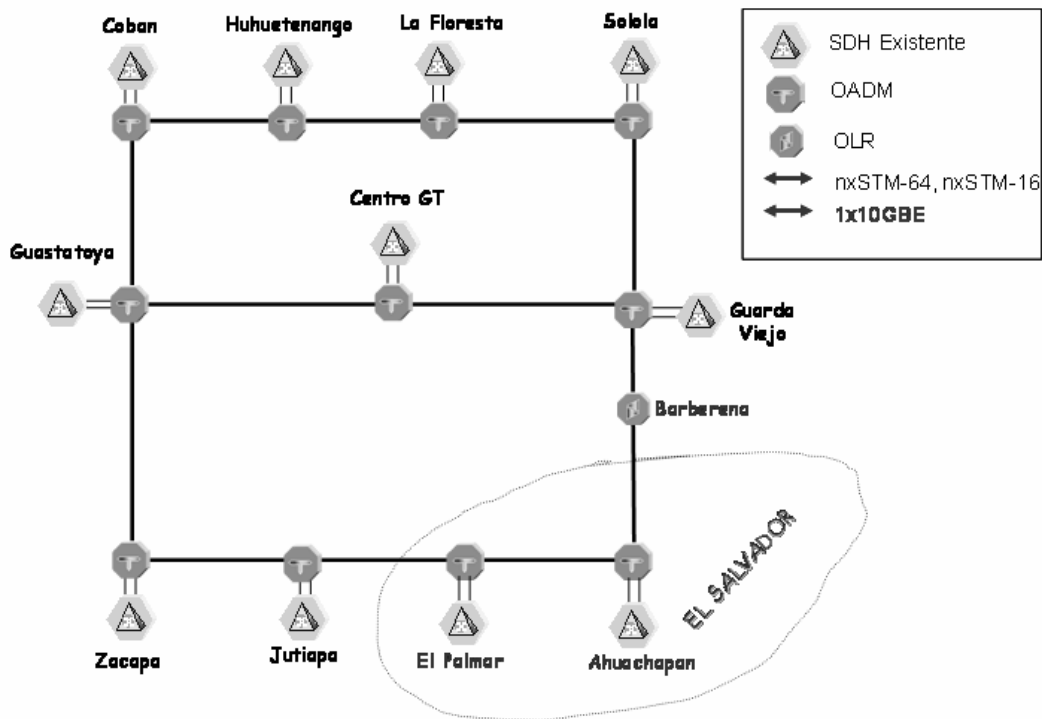 Coban
Huhuetenango
La Floresta
Solola
SDH Existente
OADM
OLR
nxSTM-64, nxSTM-16
1x10GBE
Centro GT
Guastatoya
Guarda
Viejo
Barberena
EL SALVADOR
Zacapa
Jutiapa
El Palmar
Ahuachapan